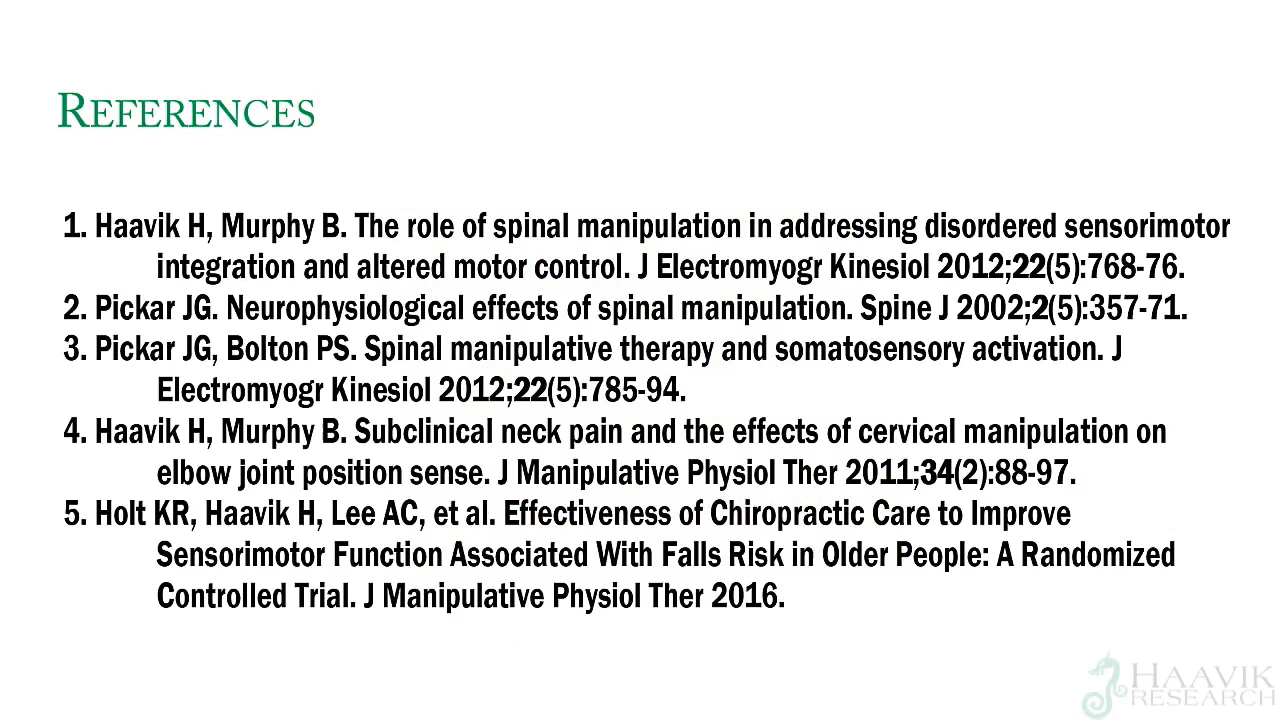 REFERENCES
1. Haavik H, Murphy B. The role of spinal manipulation in addressing disordered sensorimotor
integration and altered motor control. J Electromyogr Kinesiol 2012;22(5):768-76.
2. Pickar JG. Neurophysiological effects of spinal manipulation. Spine J 2002;2(5):357-71.
3. Pickar JG, Bolton PS. Spinal manipulative therapy and somatosensory activation. J
Electromyogr Kinesiol 2012;22(5):785-94.
4. Haavik H, Murphy B. Subclinical neck pain and the effects of cervical manipulation on
elbow joint position sense. J Manipulative Physiol Ther 2011;34(2):88-97.
5. Holt KR, Haavik H, Lee AC, et al. Effectiveness of Chiropractic Care to Improve
Sensorimotor Function Associated With Falls Risk in Older People: A Randomized
Controlled Trial. J Manipulative Physiol Ther 2016.
HAAVIK
RESEARCH